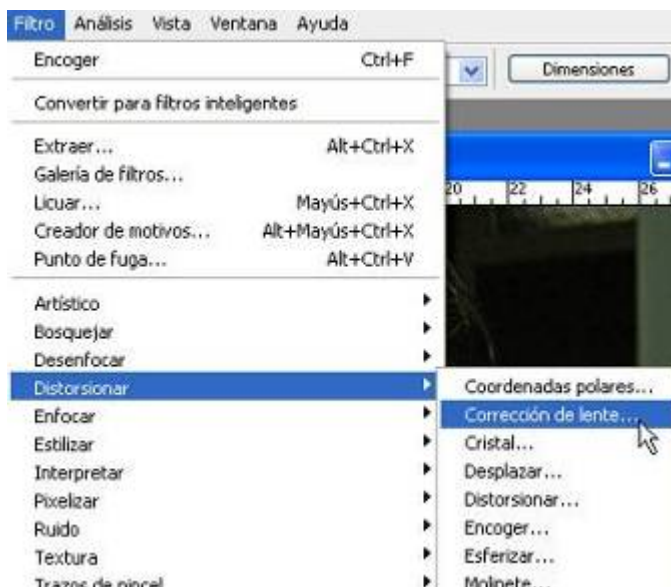 Filtro Análisis Vista Ventana Ayuda
Encoger Ctrl+F
Dimensiones
Convertir para filtros inteligentes
Extraer... Alt+Ctrl+X
Galería de filtros...
Licuar... Mayús+Ctrl+X
20 22 24 26
Creador de motivos... Alt+Mayús+Ctrl+X
Punto de fuga... Alt+Ctrl+V
Artístico
Bosquejar
Desenfocar
Distorsionar
Enfocar
Estilizar
Interpretar
Pixelizar
Ruido
Textura
Trazos de pincel
Coordenadas polares...
Corrección de lente...
Cristal...
Desplazar...
Distorsionar...
Encoger...
Esferizar...
Molinete...